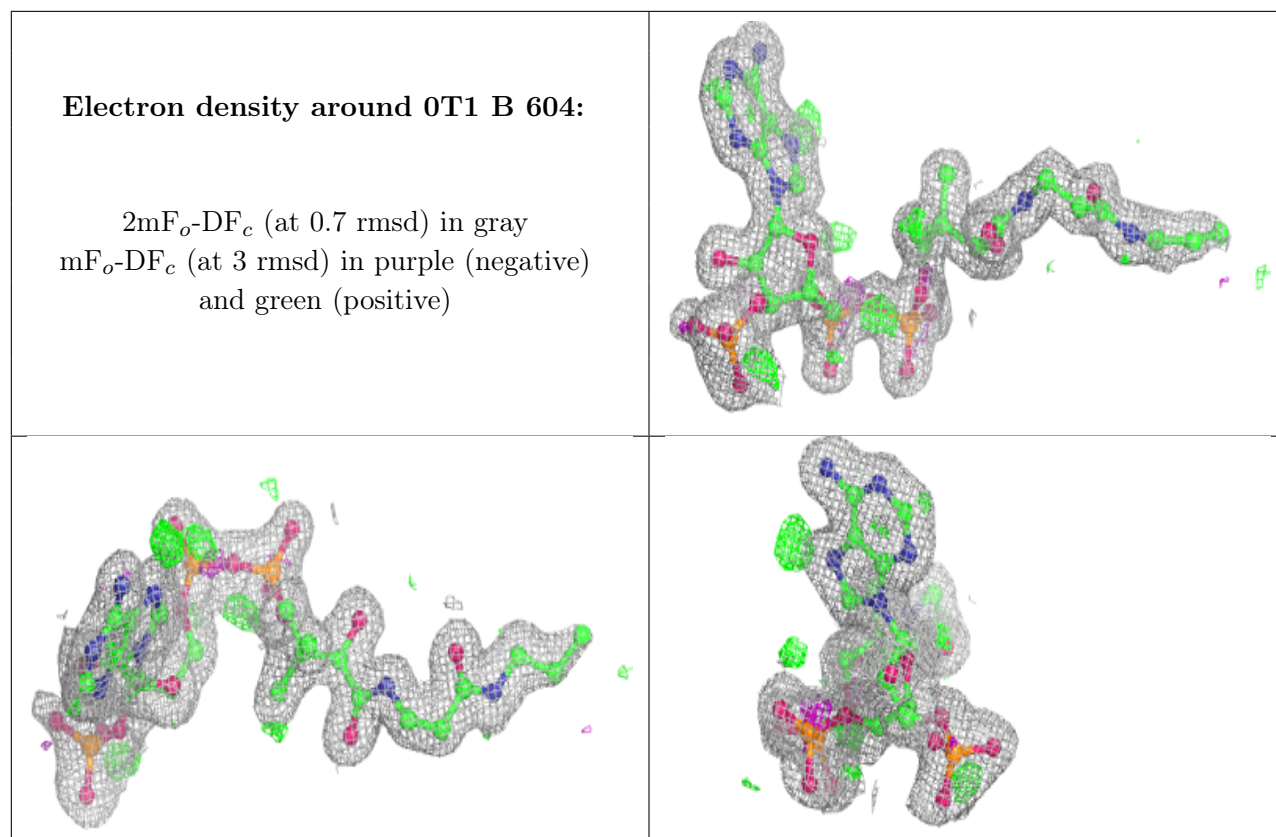 Electron density around 0T1 B 604:
2mFo-DFc (at 0.7 rmsd) in gray
mFo-DFc (at 3 rmsd) in purple (negative)
and green (positive)